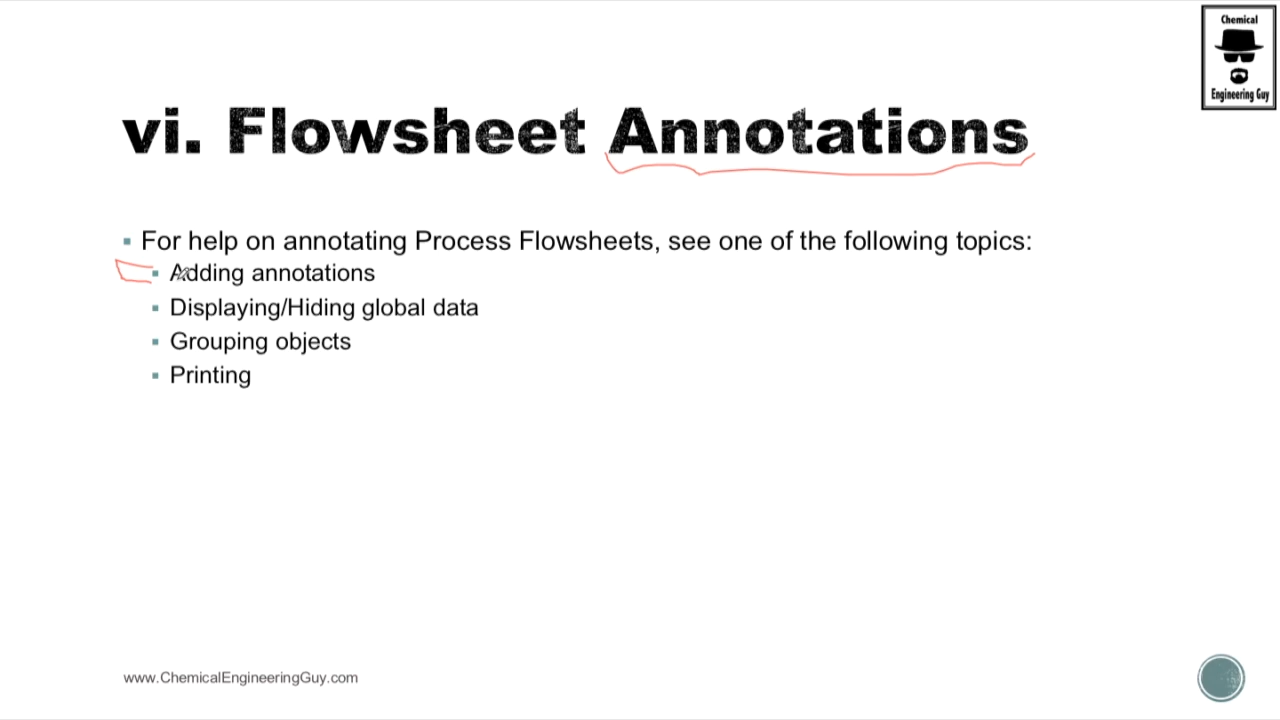 Chemical
Engineering Guy
vi. Flowsheet Annotations
▪ For help on annotating Process Flowsheets, see one of the following topics:
▪ Adding annotations
▪ Displaying/Hiding global data
▪ Grouping objects
▪ Printing
www.ChemicalEngineeringGuy.com